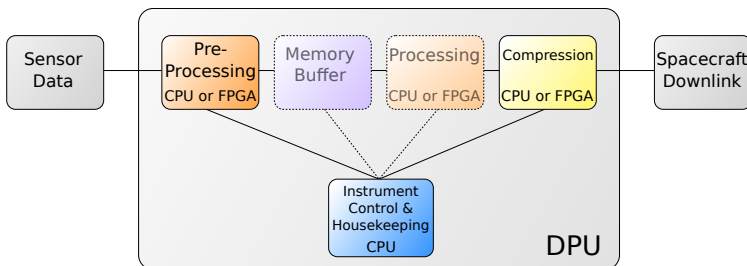 Sensor
Data
Pre-
Processing
CPU or FPGA
Memory
Buffer
Processing
CPU or FPGA
Compression
CPU or FPGA
Spacecraft
Downlink
Instrument
Control &
Housekeeping
CPU
DPU